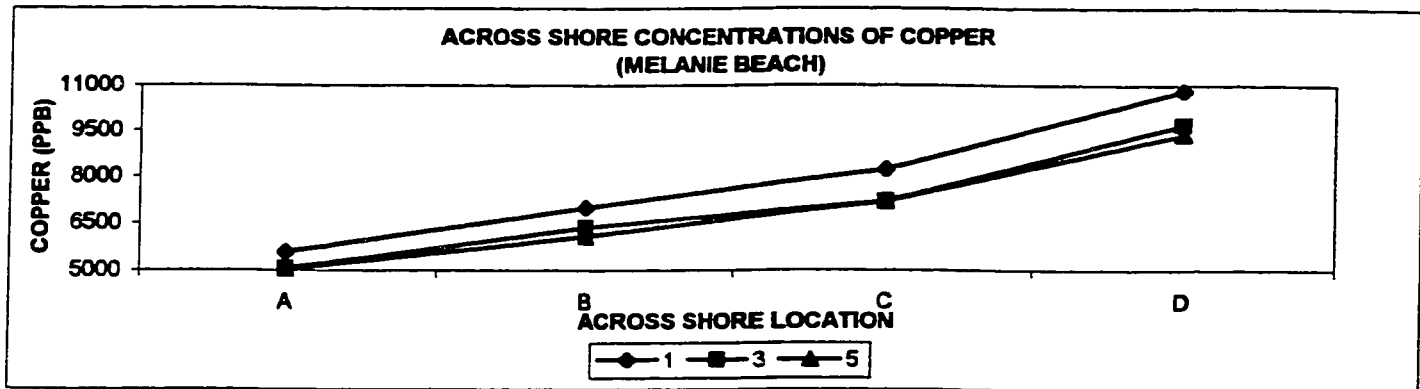 ACROSS SHORE CONCENTRATIONS OF COPPER
(MELANIE BEACH)
COPPER (PPB)
11000
9500
8000
6500
5000
A B C D
ACROSS SHORE LOCATION
1 3 5